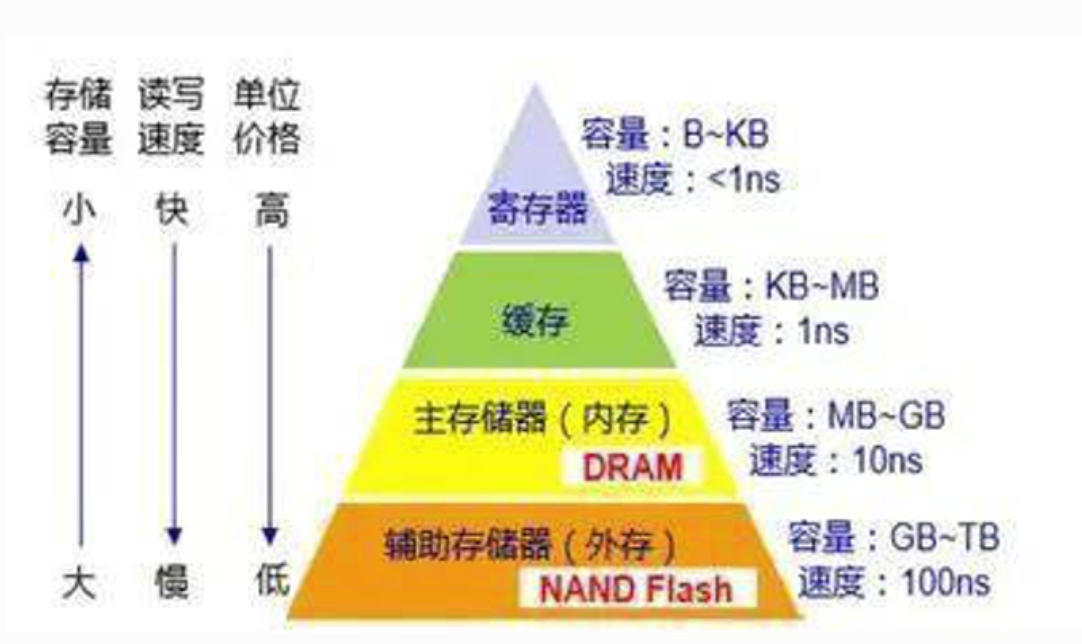 存储 读写 单位
容量 速度 价格
小 快 高
大 慢 低
寄存器
容量：B~KB
速度：<1ns
缓存
容量：KB~MB
速度：1ns
主存储器（内存）
DRAM
容量：MB~GB
速度：10ns
辅助存储器（外存）
NAND Flash
容量：GB~TB
速度：100ns